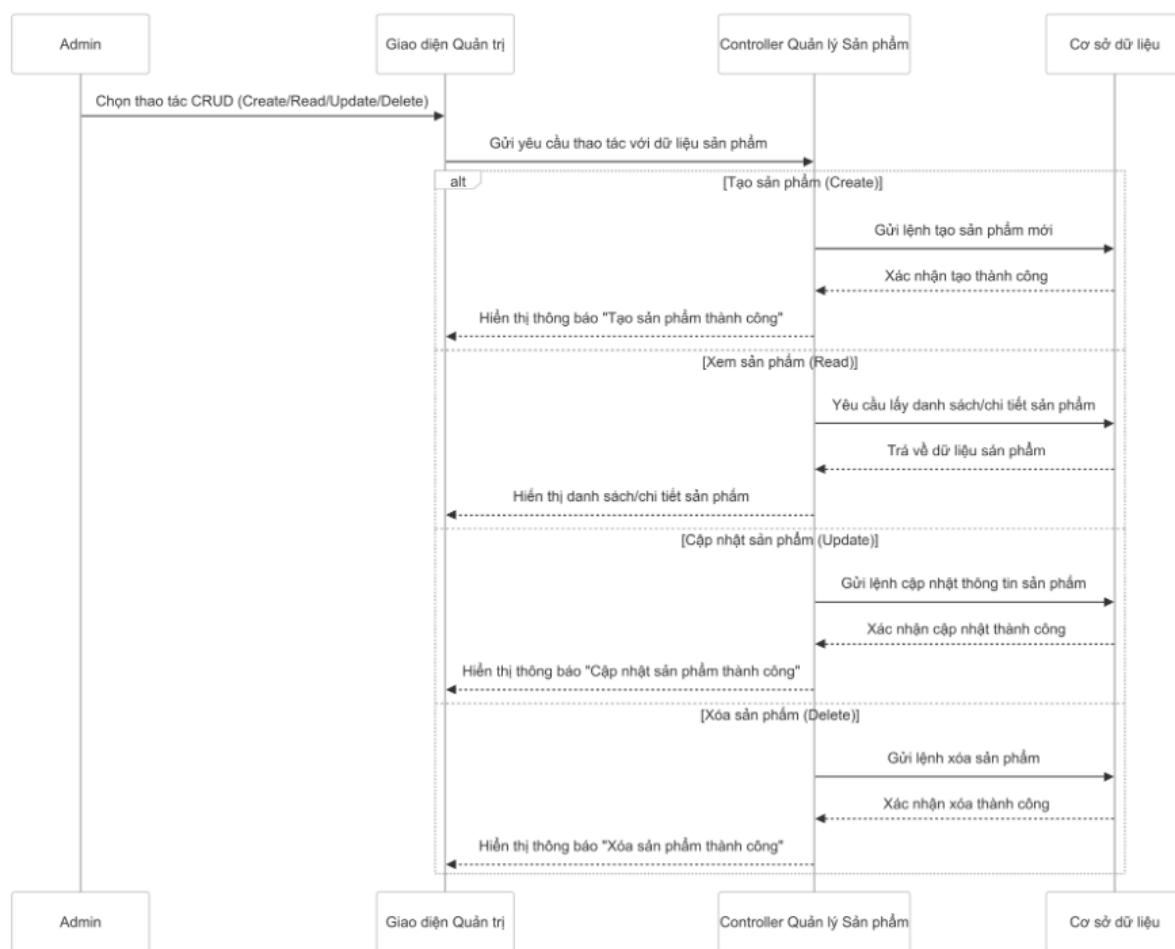 Admin
Giao diện Quản trị
Controller Quản lý Sản phẩm
Cơ sở dữ liệu
Chọn thao tác CRUD (Create/Read/Update/Delete)
Gửi yêu cầu thao tác với dữ liệu sản phẩm
alt
[Tạo sản phẩm (Create)]
Gửi lệnh tạo sản phẩm mới
Xác nhận tạo thành công
Hiển thị thông báo "Tạo sản phẩm thành công"
[Xem sản phẩm (Read)]
Yêu cầu lấy danh sách/chi tiết sản phẩm
Trả về dữ liệu sản phẩm
Hiển thị danh sách/chi tiết sản phẩm
[Cập nhật sản phẩm (Update)]
Gửi lệnh cập nhật thông tin sản phẩm
Xác nhận cập nhật thành công
Hiển thị thông báo "Cập nhật sản phẩm thành công"
[Xóa sản phẩm (Delete)]
Gửi lệnh xóa sản phẩm
Xác nhận xóa thành công
Hiển thị thông báo "Xóa sản phẩm thành công"
Admin
Giao diện Quản trị
Controller Quản lý Sản phẩm
Cơ sở dữ liệu